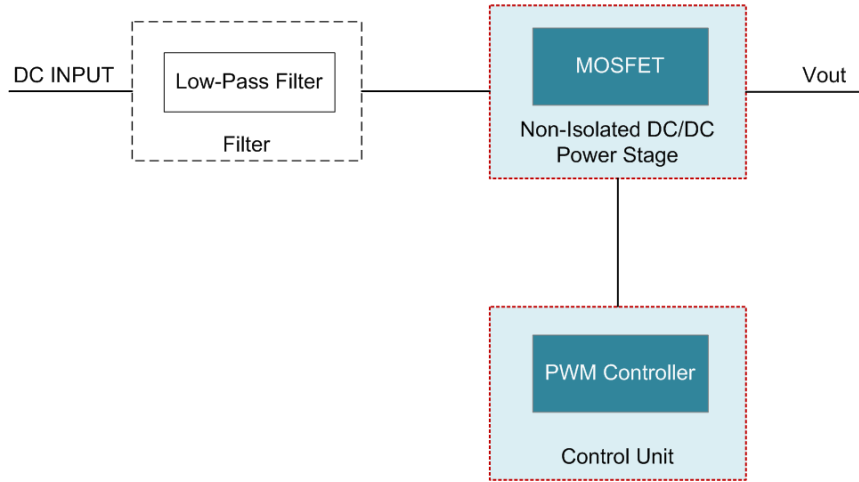 DC INPUT
Low-Pass Filter
Filter
MOSFET
Non-Isolated DC/DC
Power Stage
Vout
PWM Controller
Control Unit